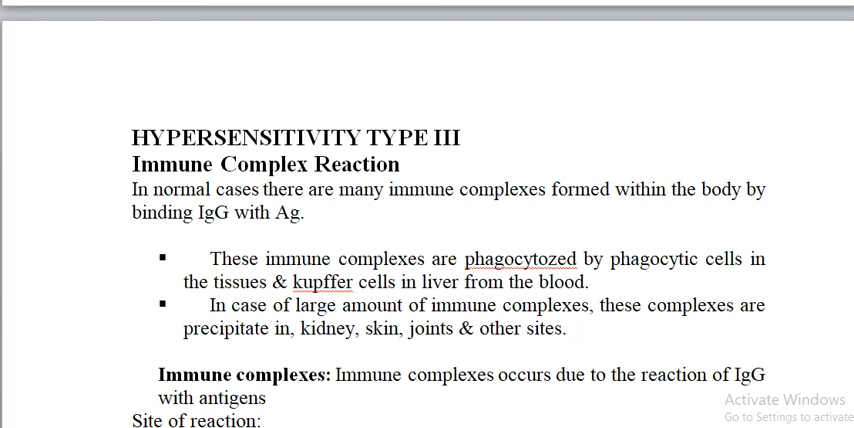 HYPERSENSITIVITY TYPE III
Immune Complex Reaction
In normal cases there are many immune complexes formed within the body by
binding IgG with Ag.
▪ These immune complexes are phagocytozed by phagocytic cells in
the tissues & kupffer cells in liver from the blood.
▪ In case of large amount of immune complexes, these complexes are
precipitate in, kidney, skin, joints & other sites.
Immune complexes: Immune complexes occurs due to the reaction of IgG
with antigens
Site of reaction:
Activate Windows
Go to Settings to activate